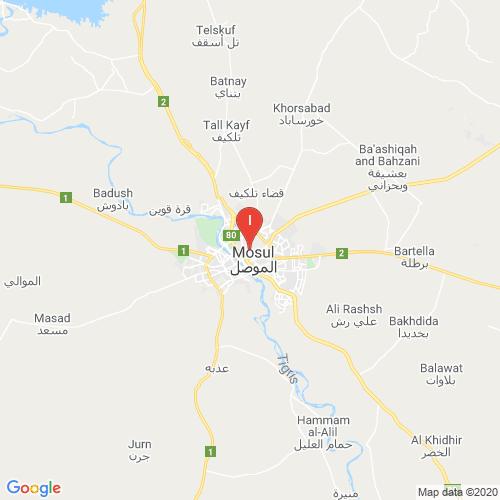 Telskuf
تل أسقف
Batnay
بتناي
2
Khorsabad
خورساباد
Tall Kayf
تلكيف
Ba'ashiqah
and Bahzani
بعشيقة
وبحزاني
قضاء تلكيف
Badush
بادوش
1
قرة قوين
I
80
1
Mosul
الموصل
2
Bartella
برطلة
الموالي
Ali Rashsh
علي رش
Masad
مسعد
Bakhdida
بخديدا
عذبه
Tigris
Balawat
بلاوات
Hammam
al-Alil
حمام العليل
Jurn
جرن
Al Khidhir
الخضر
1
Google
منيرة
Map data ©2020